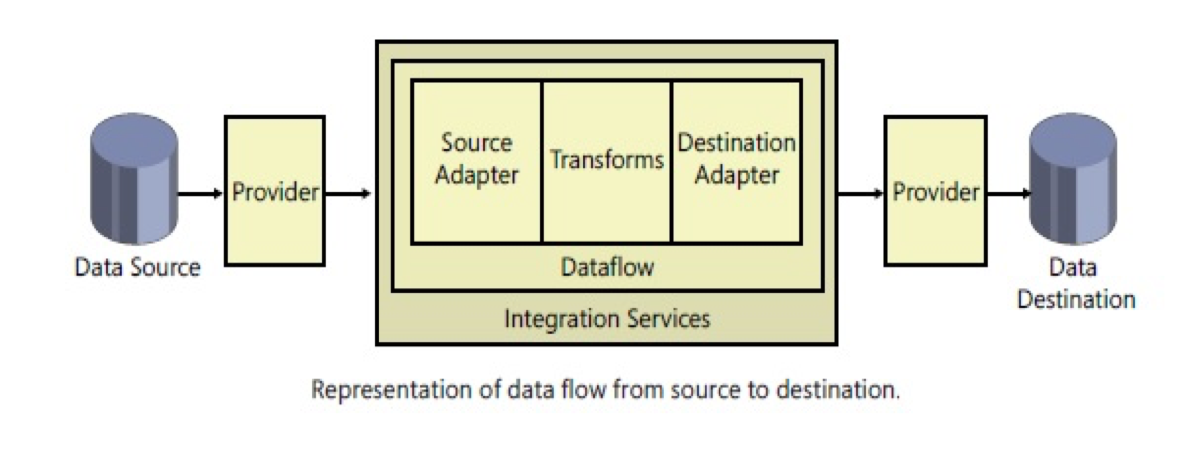 Data Source
Provider
Source
Adapter
Transforms
Destination
Adapter
Dataflow
Integration Services
Provider
Data
Destination
Representation of data flow from source to destination.